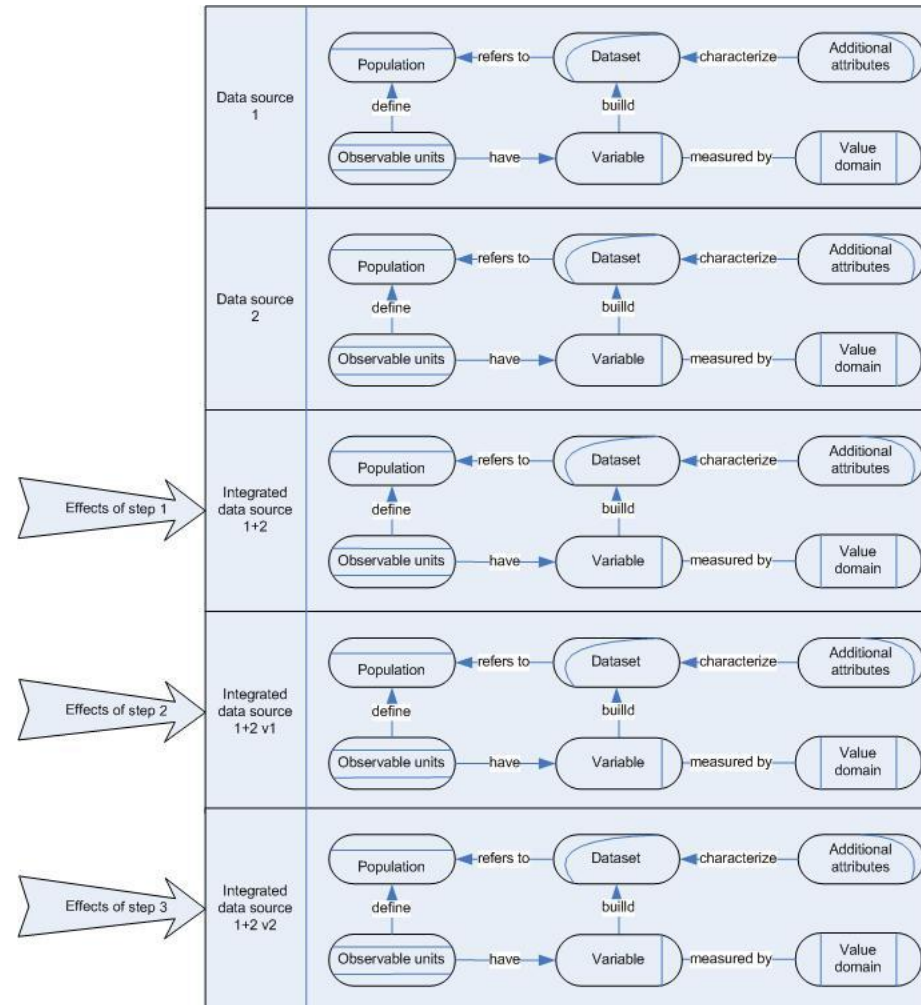 Population
refers to
Dataset
characterize
Additional
attributes
Data source
1
define
builld
Observable units
have
Variable
measured by
Value
domain
Population
refers to
Dataset
characterize
Additional
attributes
Data source
2
define
builld
Observable units
have
Variable
measured by
Value
domain
Effects of step 1
Integrated
data source
1+2
Population
refers to
Dataset
characterize
Additional
attributes
define
builld
Observable units
have
Variable
measured by
Value
domain
Effects of step 2
Integrated
data source
1+2 v1
Population
refers to
Dataset
characterize
Additional
attributes
define
builld
Observable units
have
Variable
measured by
Value
domain
Effects of step 3
Integrated
data source
1+2 v2
Population
refers to
Dataset
characterize
Additional
attributes
define
builld
Observable units
have
Variable
measured by
Value
domain